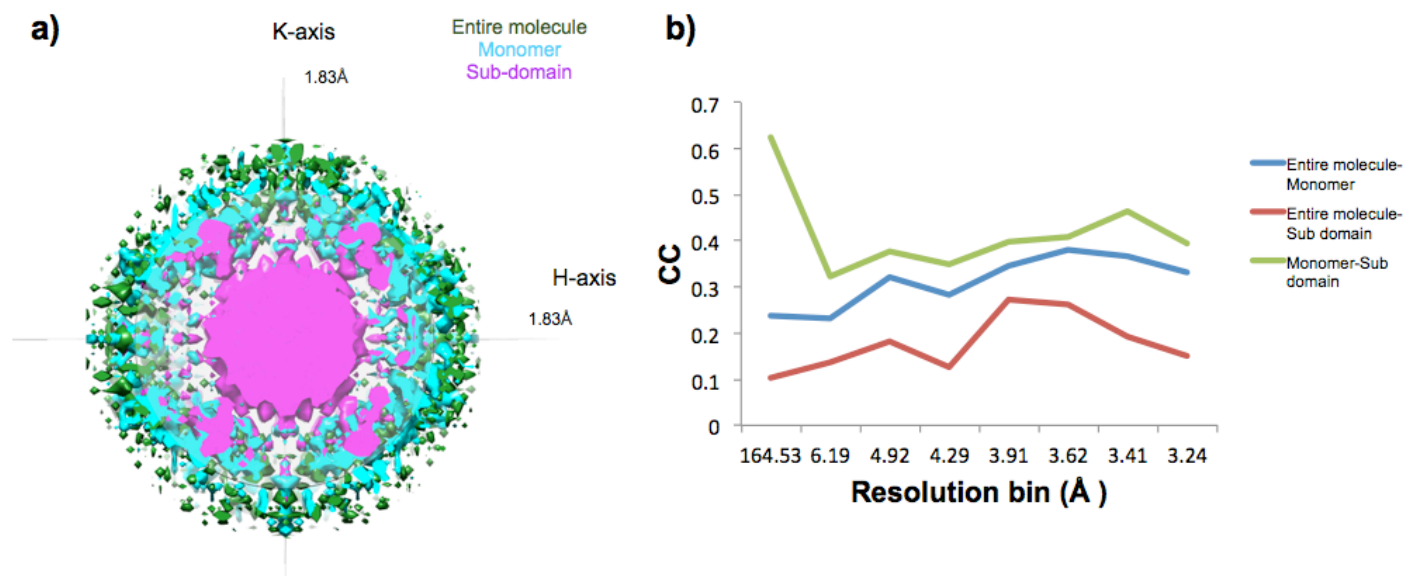 a)
K-axis
1.83Å
Entire molecule
Monomer
Sub-domain
H-axis
1.83Å
b)
0.7
0.6
0.5
0.4
0.3
0.2
0.1
0
CC
164.53 6.19 4.92 4.29 3.91 3.62 3.41 3.24
Resolution bin (Å )
Entire molecule-
Monomer
Entire molecule-
Sub domain
Monomer-Sub
domain